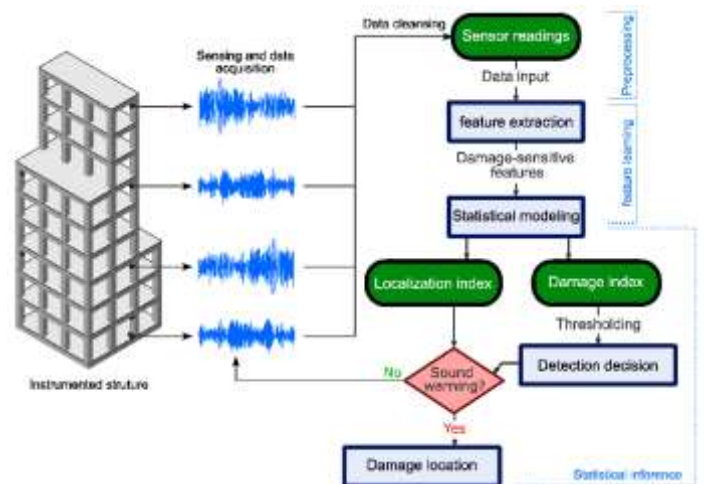 Data cleansing
Sensor readings
Preprocessing
Sensing and data
acquisition
Data input
feature extraction
feature learning
Damage-sensitive
features
Statistical modeling
Localization index
Damage index
Thresholding
Detection decision
Sound
warning?
No
Yes
Instrumented struture
Damage location
Statistical inference